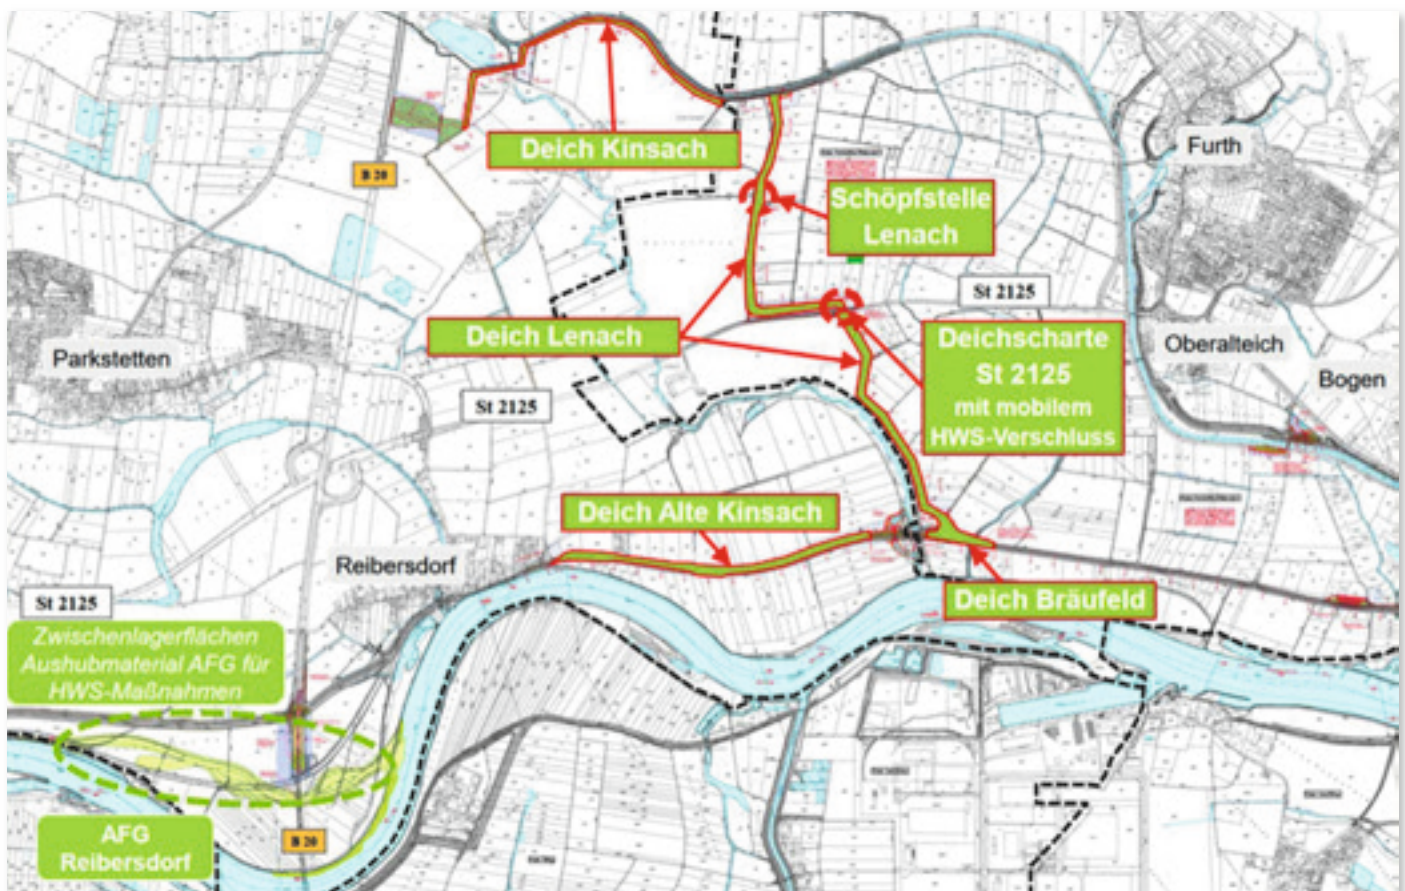 Deich Kinsach
Furth
B 20
Schöpfstelle
Lenach
St 2125
Deich Lenach
Deichscharte
St 2125
mit mobilem
HWS-Verschluss
Oberalteich
Parkstetten
Bogen
St 2125
Deich Alte Kinsach
Reibersdorf
Deich Bräufeld
St 2125
Zwischenlagerflächen
Aushubmaterial AFG für
HWS-Maßnahmen
AFG
Reibersdorf
B 20